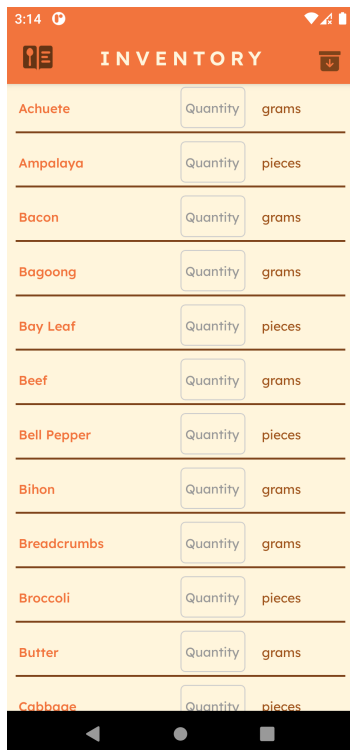 3:14
INVENTORY
Achuete Quantity grams
Ampalaya Quantity pieces
Bacon Quantity grams
Bagoong Quantity grams
Bay Leaf Quantity pieces
Beef Quantity grams
Bell Pepper Quantity pieces
Bihon Quantity grams
Breadcrumbs Quantity grams
Broccoli Quantity pieces
Butter Quantity grams
Cabbage Quantity pieces